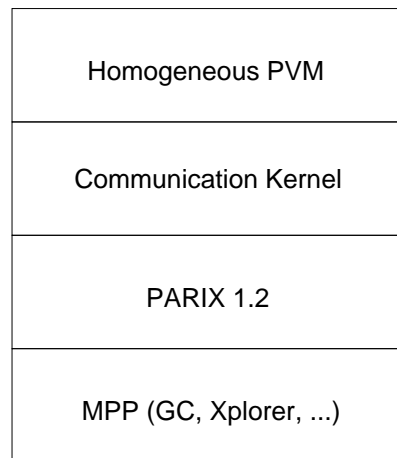 Homogeneous PVM
Communication Kernel
PARIX 1.2
MPP (GC, Xplorer, ...)